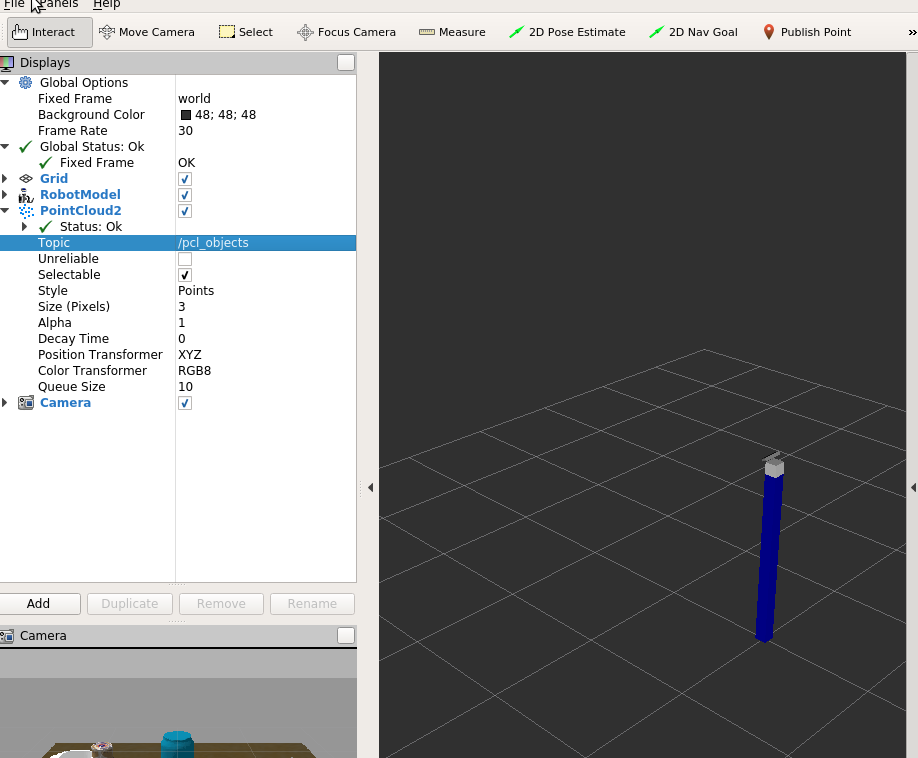 File Panels Help
Interact Move Camera Select Focus Camera Measure 2D Pose Estimate 2D Nav Goal Publish Point »
Displays
Global Options
Fixed Frame world
Background Color 48; 48; 48
Frame Rate 30
Global Status: Ok
Fixed Frame OK
Grid
RobotModel
PointCloud2
Status: Ok
Topic /pcl_objects
Unreliable
Selectable
Style Points
Size (Pixels) 3
Alpha 1
Decay Time 0
Position Transformer XYZ
Color Transformer RGB8
Queue Size 10
Camera
Add Duplicate Remove Rename
Camera